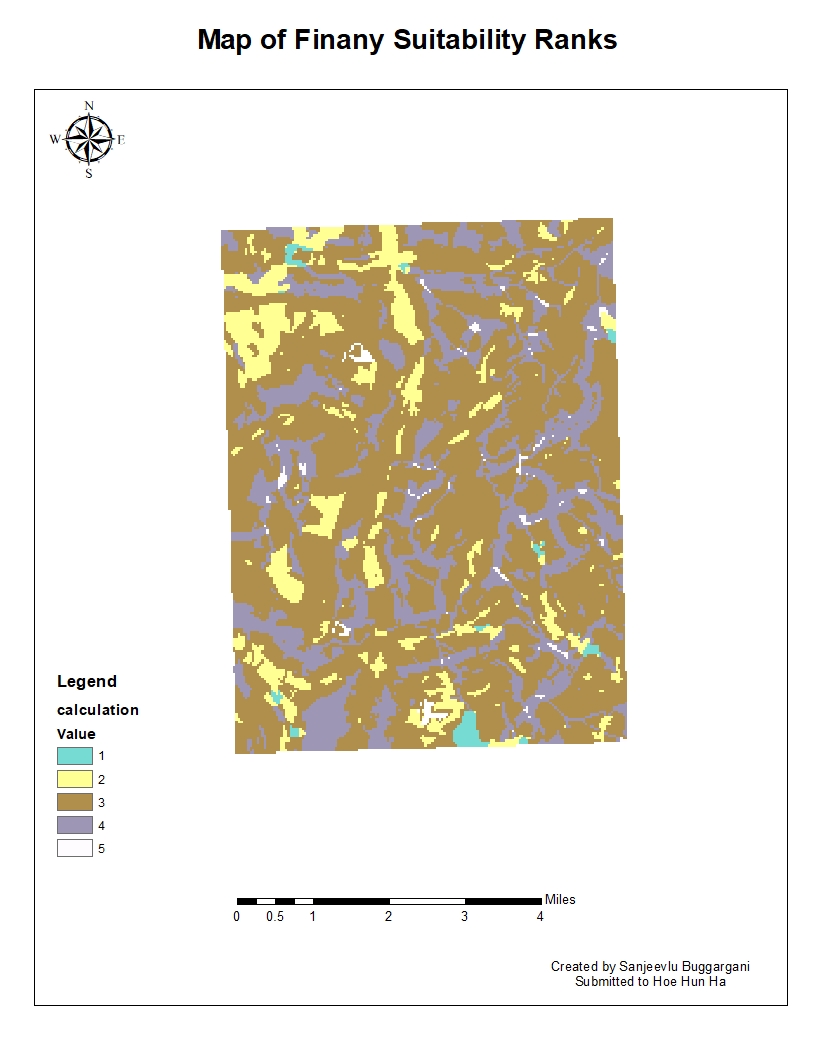 Map of Finany Suitability Ranks
N
W E
S
Legend
calculation
Value
1
2
3
4
5
Miles
0 0.5 1 2 3 4
Created by Sanjeevlu Buggargani
Submitted to Hoe Hun Ha